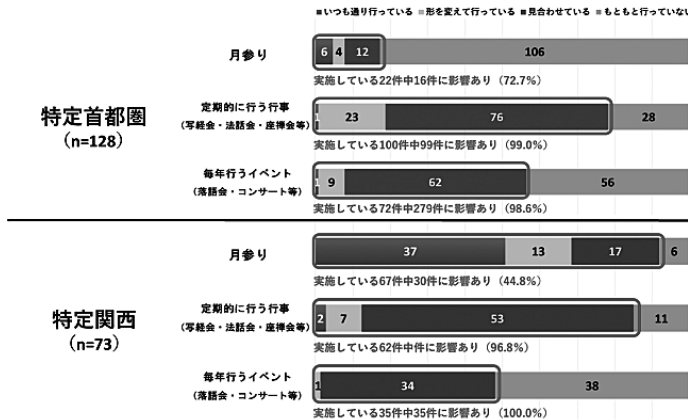 ■いつも通り行っている ■形を変えて行っている ■見合わせている ■もともと行っていない
月参り
6 4 12 106
実施している22件中16件に影響あり（72.7%）
特定首都圏
(n=128)
定期的に行う行事
(写経会・法話会・座禅会等)
1 23 76 28
実施している100件中99件に影響あり（99.0%）
毎年行うイベント
(落語会・コンサート等)
1 9 62 56
実施している72件中279件に影響あり（98.6%）
月参り
37 13 17 6
実施している67件中30件に影響あり（44.8%）
特定関西
(n=73)
定期的に行う行事
(写経会・法話会・座禅会等)
2 7 53 11
実施している62件中件に影響あり（96.8%）
毎年行うイベント
(落語会・コンサート等)
1 34 38
実施している35件中35件に影響あり（100.0%）